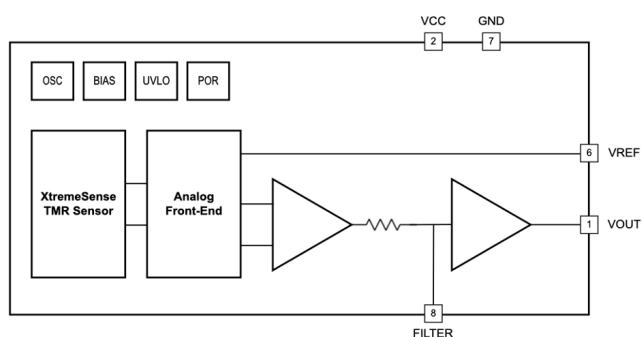 VCC GND
2 7
OSC BIAS UVLO POR
6 VREF
XtremeSense
TMR Sensor
Analog
Front-End
1 VOUT
8
FILTER